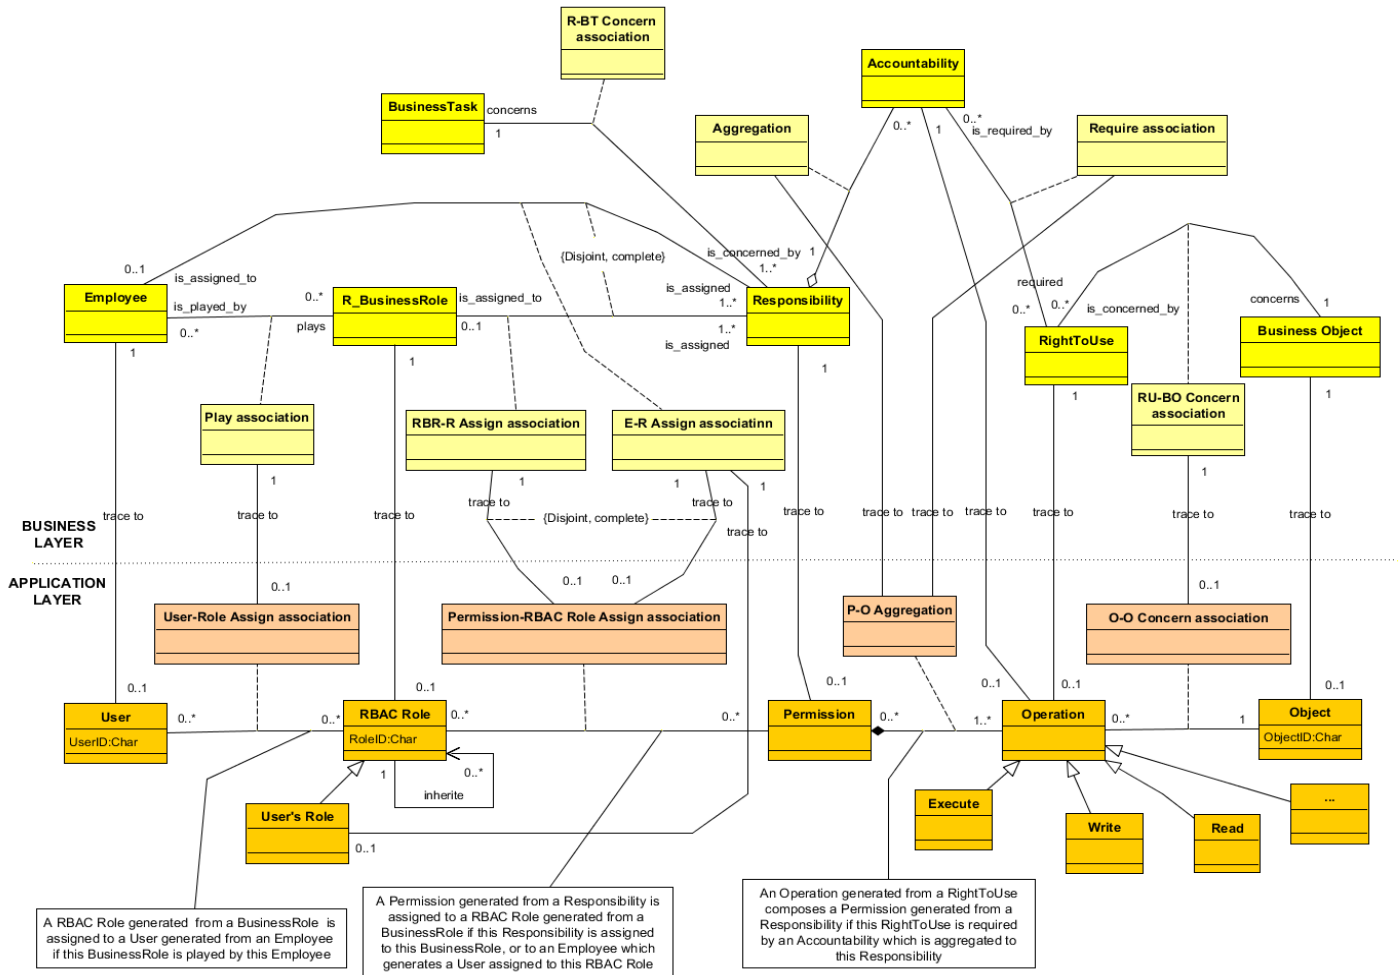 R-BT Concern
association
Accountability
BusinessTask
concerns
1
Aggregation
0..*
1
0..*
is_required_by
Require association
{Disjoint, complete}
is_concerned_by
1
1..*
0..1
is_assigned_to
required
0..*
0..*
is_concerned_by
concerns
1
Employee
is_played_by
0..*
0..*
plays
R_BusinessRole
is_assigned_to
0..1
is_assigned
1..*
1..*
is_assigned
Responsibility
RightToUse
Business Object
1
1
1
1
1
Play association
RBR-R Assign association
E-R Assign associatinn
RU-BO Concern
association
1
1
1
1
1
trace to
trace to
trace to
trace to
trace to
trace to
trace to
trace to
trace to
trace to
trace to
trace to
{Disjoint, complete}
BUSINESS
LAYER
APPLICATION
LAYER
0..1
0..1
0..1
0..1
User-Role Assign association
Permission-RBAC Role Assign association
P-O Aggregation
O-O Concern association
0..1
0..1
0..1
0..1
0..1
0..1
User
UserID:Char
0..*
0..*
RBAC Role
RoleID:Char
0..*
0..*
Permission
0..*
1..*
Operation
0..*
1
Object
ObjectID:Char
1
0..*
inherite
User's Role
0..1
Execute
Write
Read
...
A RBAC Role generated from a BusinessRole is
assigned to a User generated from an Employee
if this BusinessRole is played by this Employee
A Permission generated from a Responsibility is
assigned to a RBAC Role generated from a
BusinessRole if this Responsibility is assigned
to this BusinessRole, or to an Employee which
generates a User assigned to this RBAC Role
An Operation generated from a RightToUse
composes a Permission generated from a
Responsibility if this RightToUse is required
by an Accountability which is aggregated to
this Responsibility